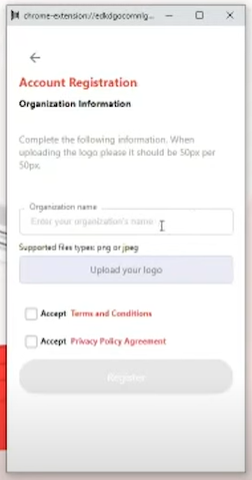 chrome-extension://edkdgocomnlg...
Account Registration
Organization Information
Complete the following information. When
uploading the logo please it should be 50px per
50px.
Organization name
Enter your organization's name
Supported files types: png or jpeg
Upload your logo
Accept Terms and Conditions
Accept Privacy Policy Agreement
Register